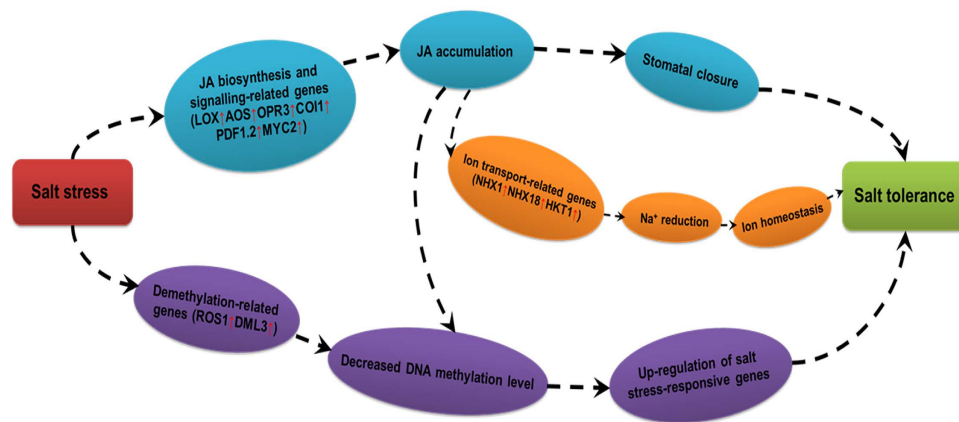 Salt stress
JA biosynthesis and
signalling-related genes
(LOX↑AOS↑OPR3↑COI1↑
PDF1.2↑MYC2↑)
JA accumulation
Stomatal closure
Ion transport-related genes
(NHX1↑NHX18↑HKT1↑)
Na⁺ reduction
Ion homeostasis
Salt tolerance
Demethylation-related
genes (ROS1↑DML3↑)
Decreased DNA methylation level
Up-regulation of salt
stress-responsive genes